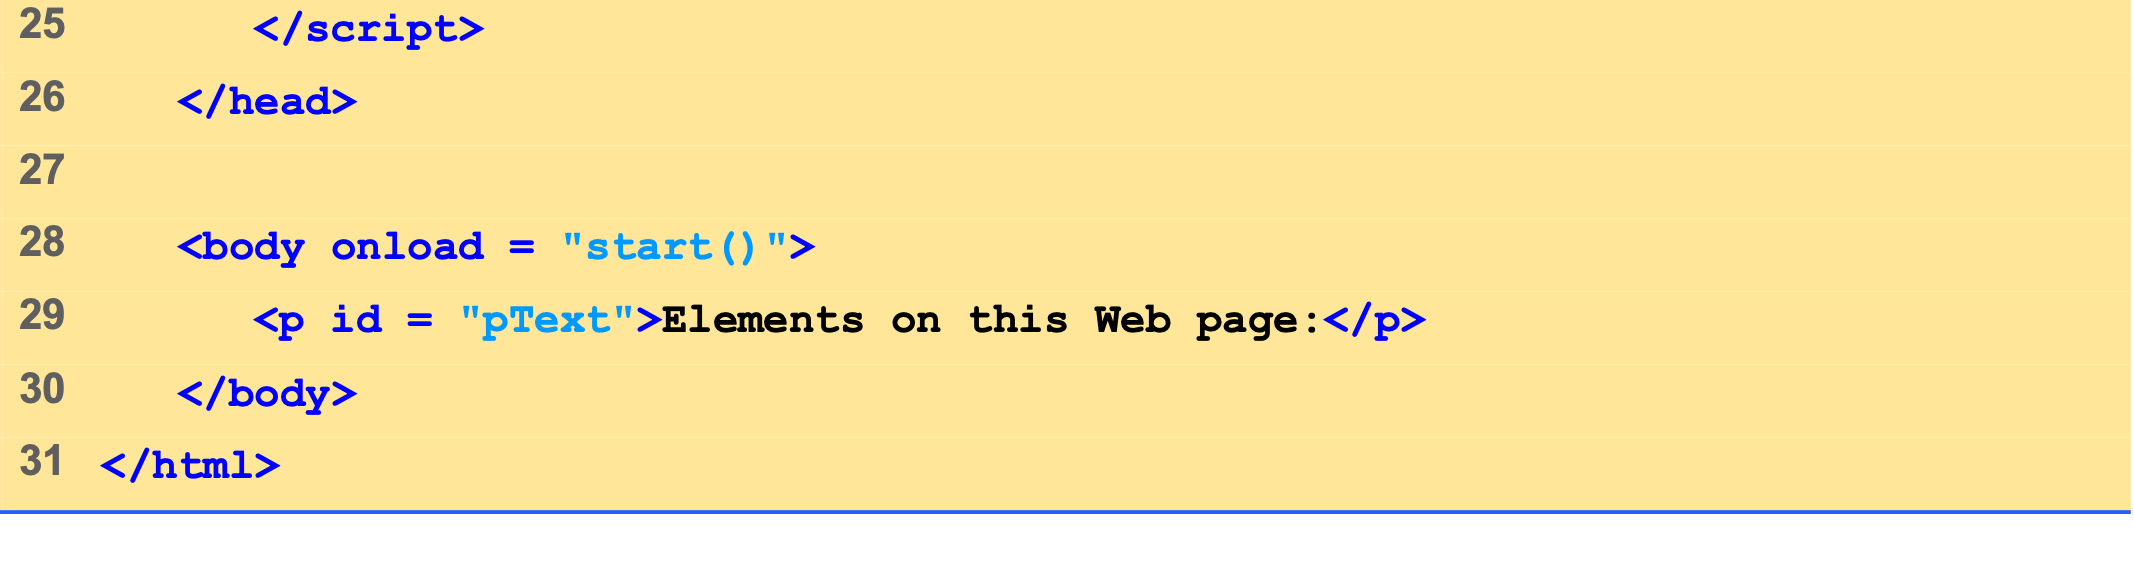 25 </script>
26 </head>
27
28 <body onload = "start()">
29 <p id = "pText">Elements on this Web page:</p>
30 </body>
31 </html>